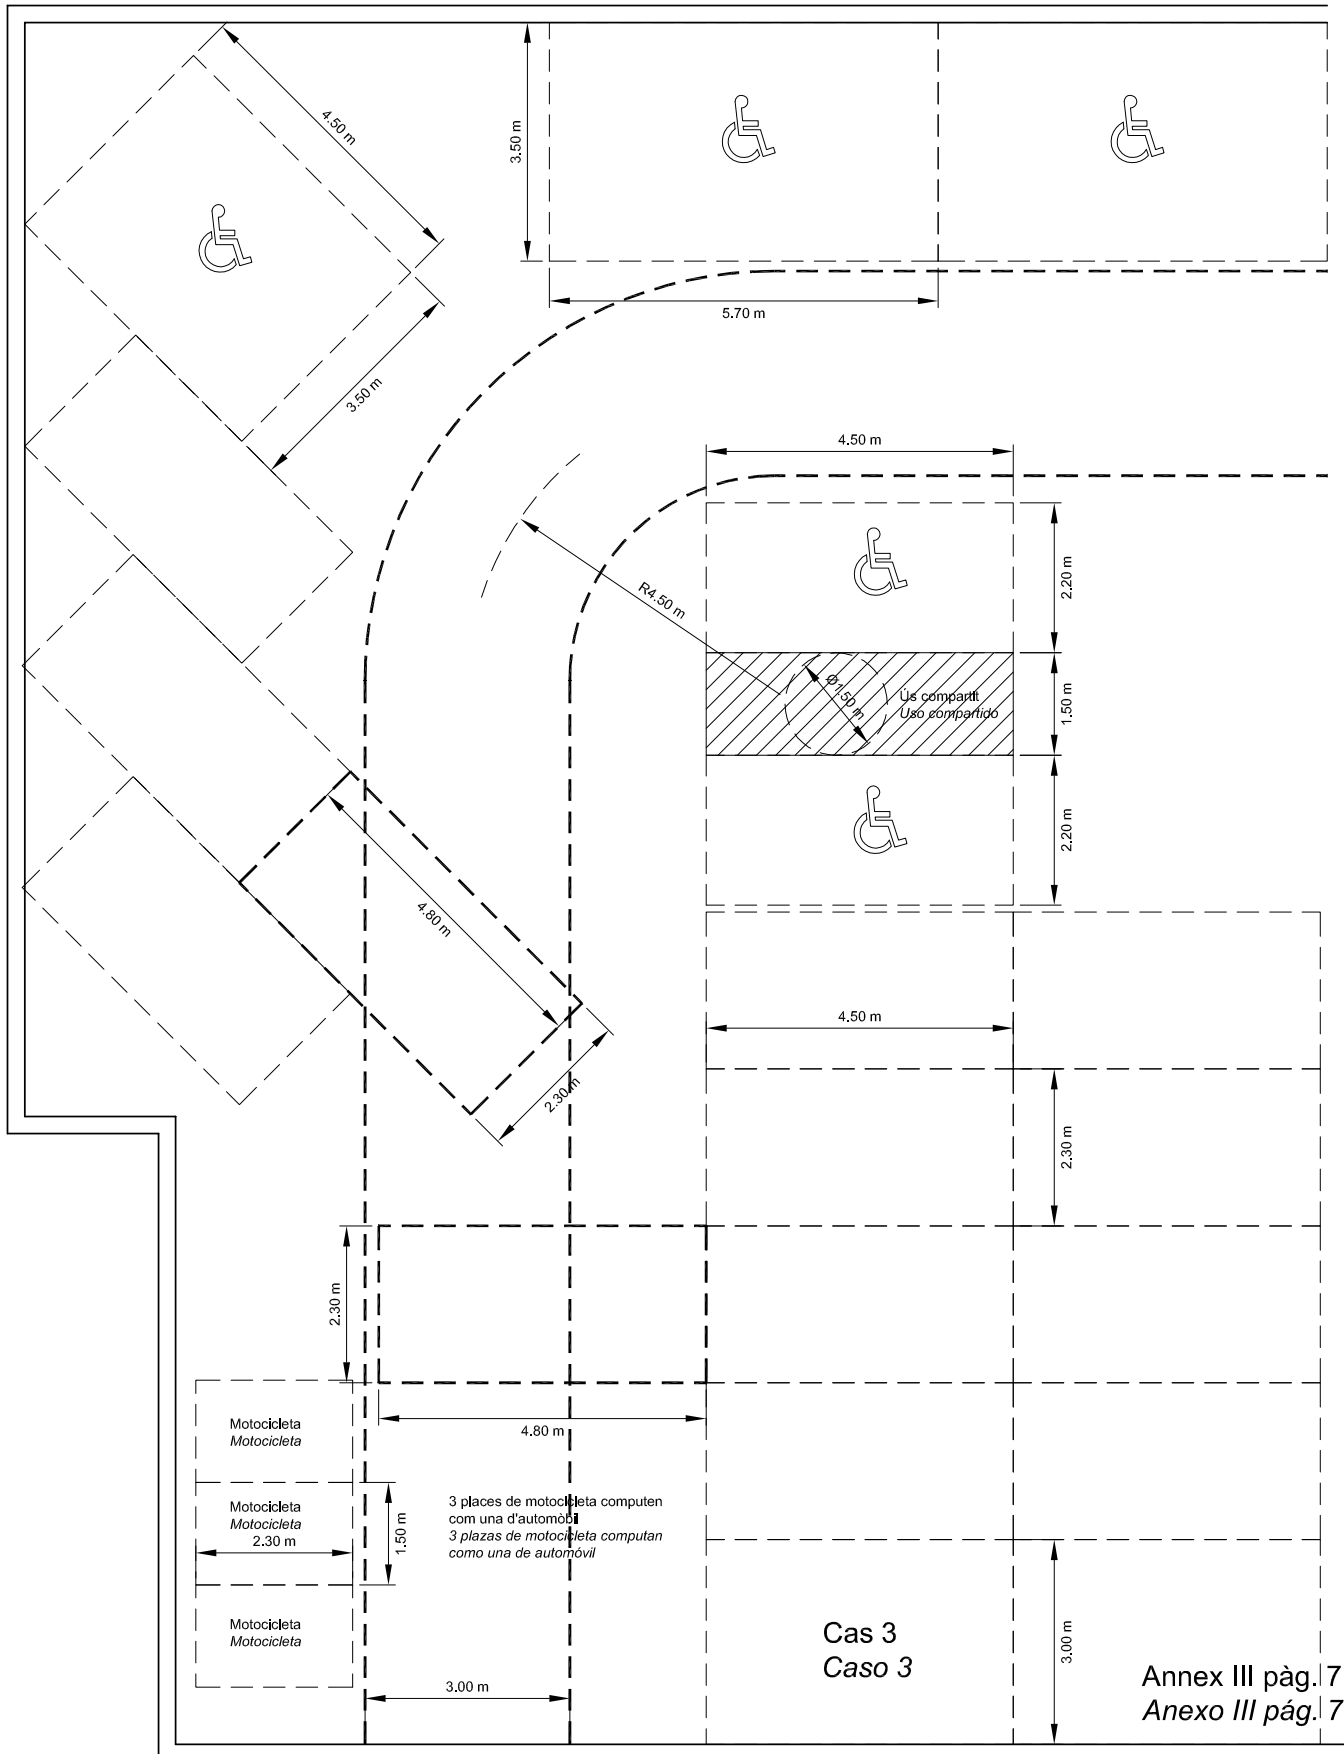 4.50 m
3.50 m
5.70 m
3.50 m
4.50 m
2.20 m
R4.50 m
Ø1.50 m
Ús compartit
Uso compartido
1.50 m
2.20 m
4.80 m
4.50 m
2.30 m
2.30 m
2.30 m
4.80 m
Motocicleta
Motocicleta
Motocicleta
Motocicleta
2.30 m
1.50 m
3 places de motocicleta computen
com una d'automòbil
3 plazas de motocicleta computan
como una de automóvil
Motocicleta
Motocicleta
3.00 m
Cas 3
Caso 3
3.00 m
Annex III pàg. 7
Anexo III pág. 7